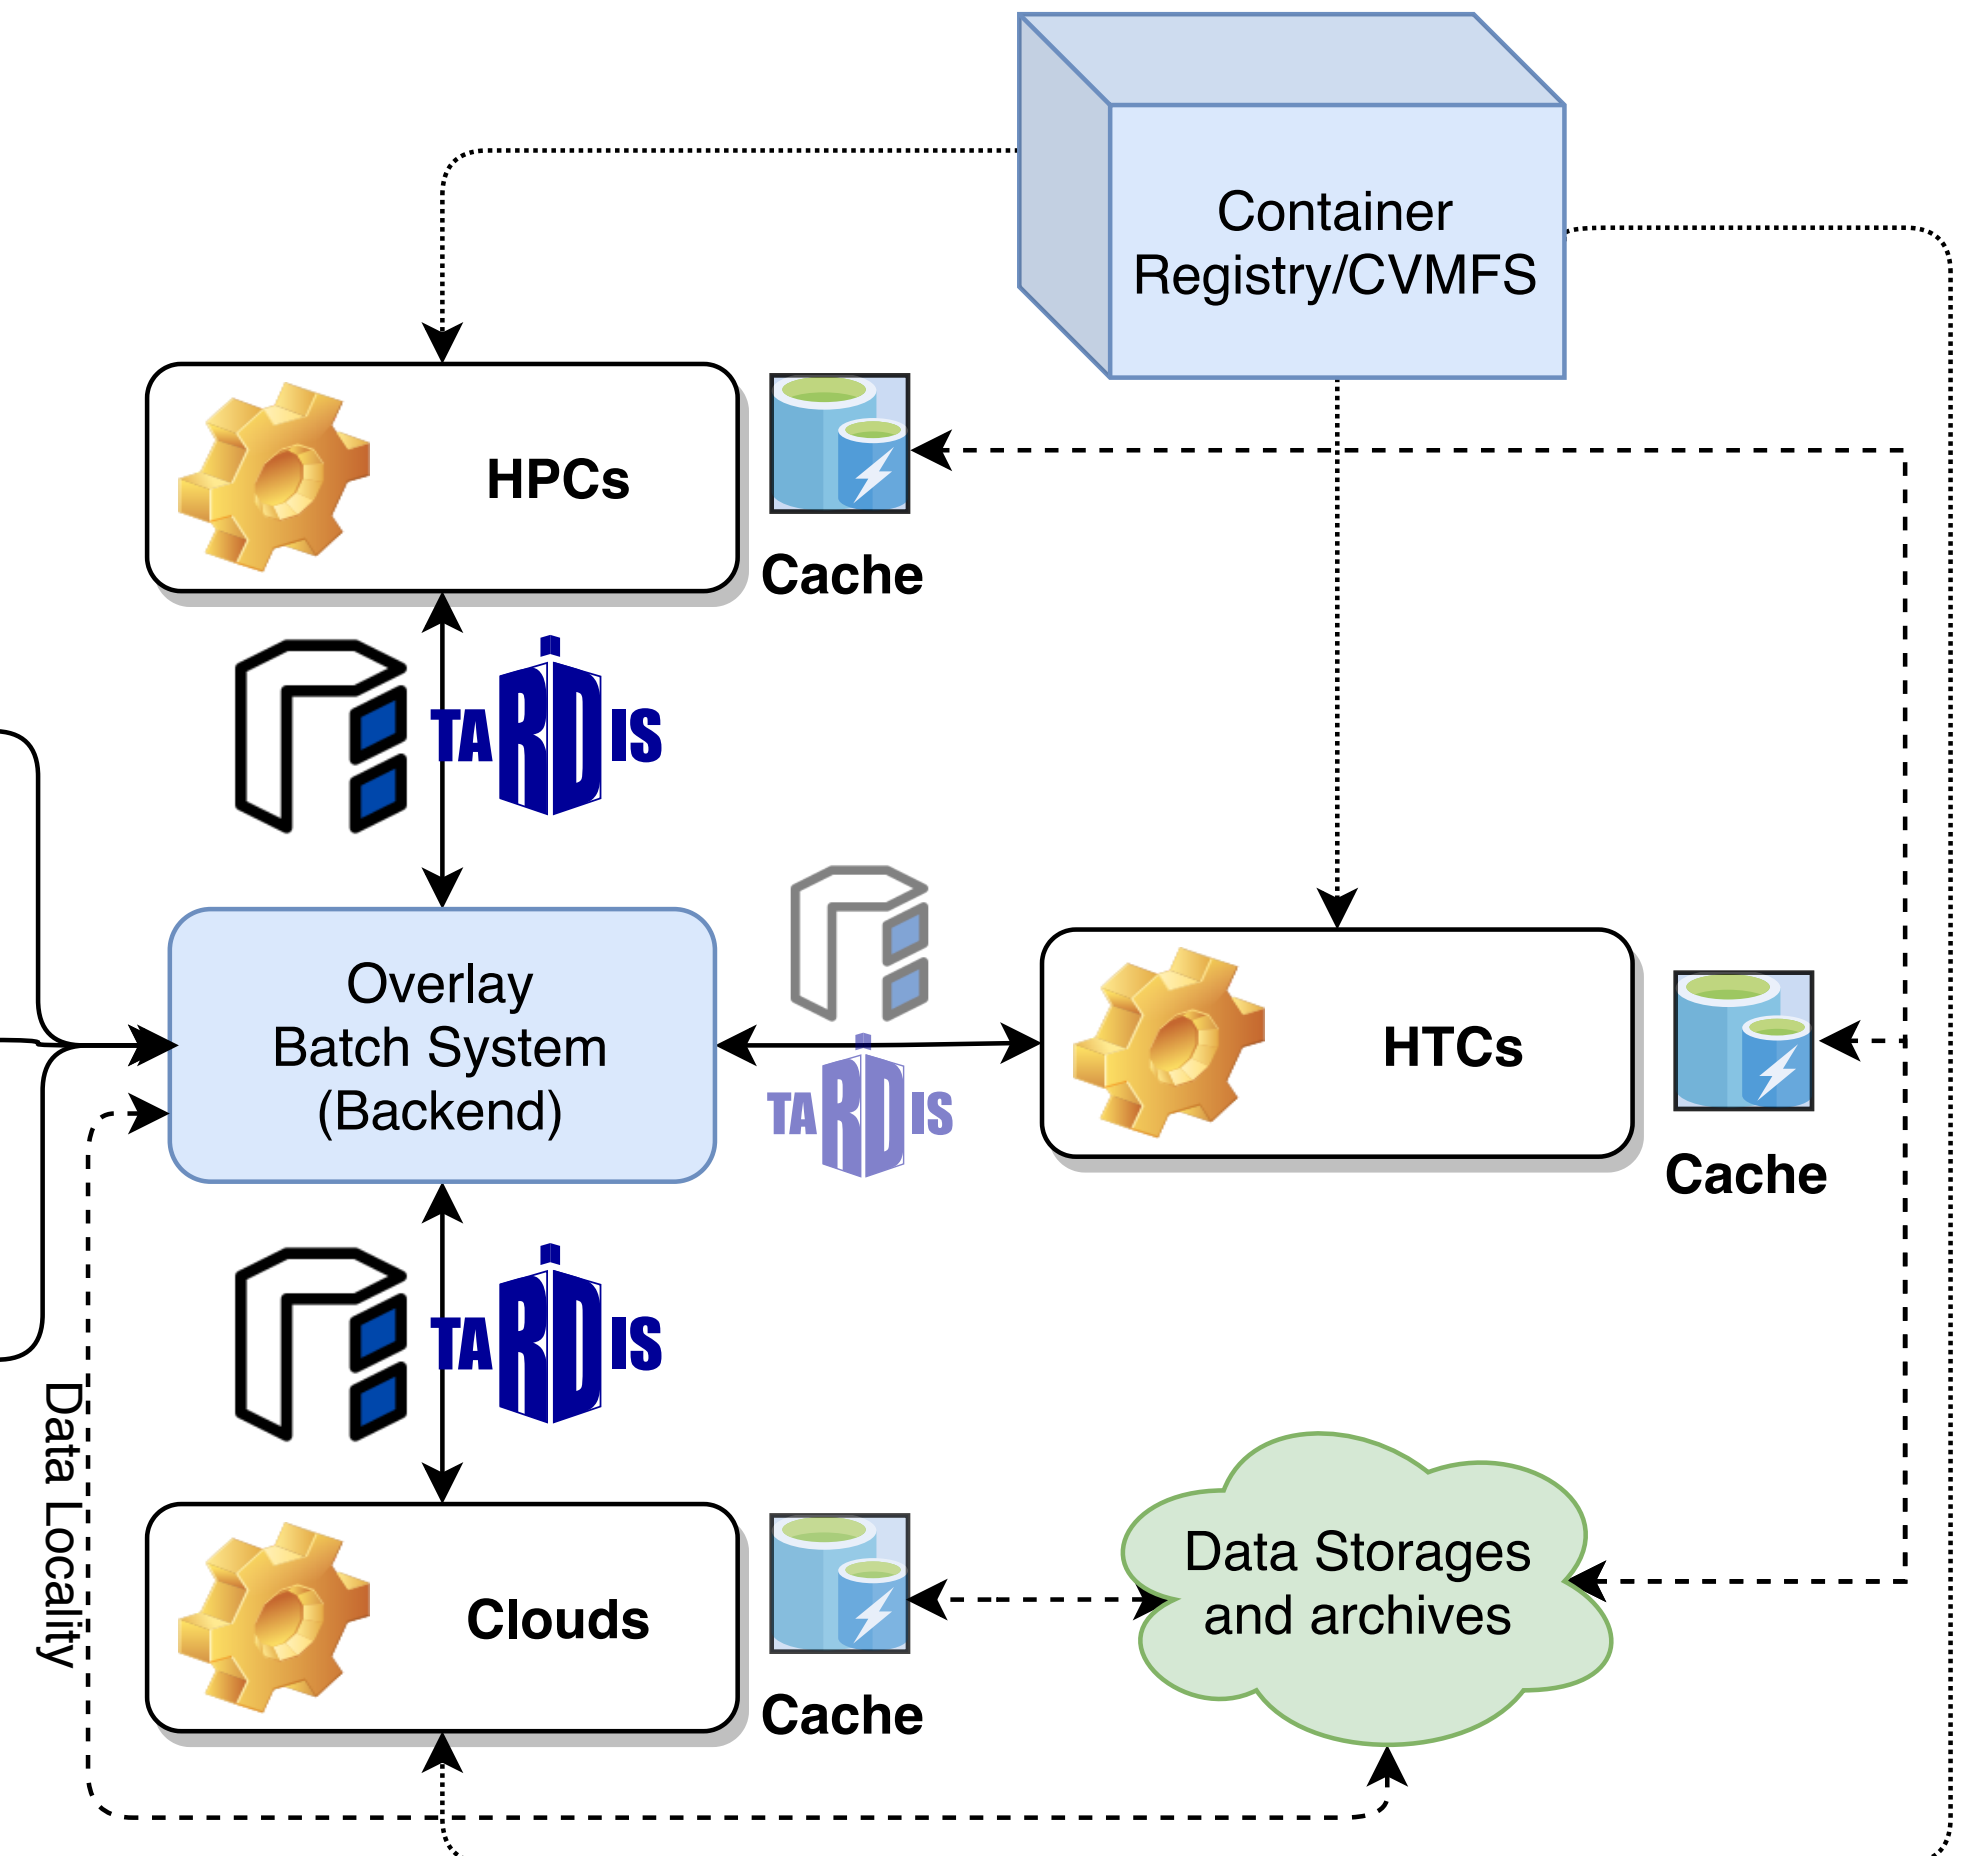 Container
Registry/CVMFS
HPCs
Cache
TARDIS
Overlay
Batch System
(Backend)
TARDIS
HTCs
Cache
TARDIS
Data Locality
Clouds
Cache
Data Storages
and archives